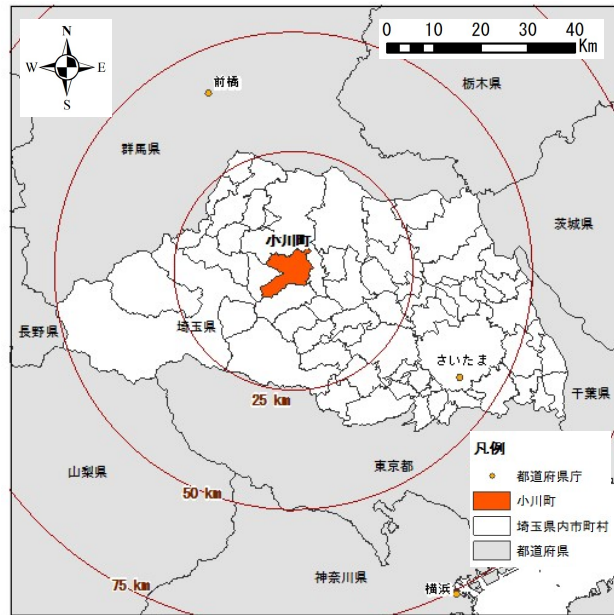 N
W E
S
0 10 20 30 40
Km
前橋
栃木県
群馬県
茨城県
小川町
長野県
埼玉県
さいたま
千葉県
25 km
山梨県
東京都
50 km
神奈川県
横浜
75 km
凡例
都道府県庁
小川町
埼玉県内市町村
都道府県